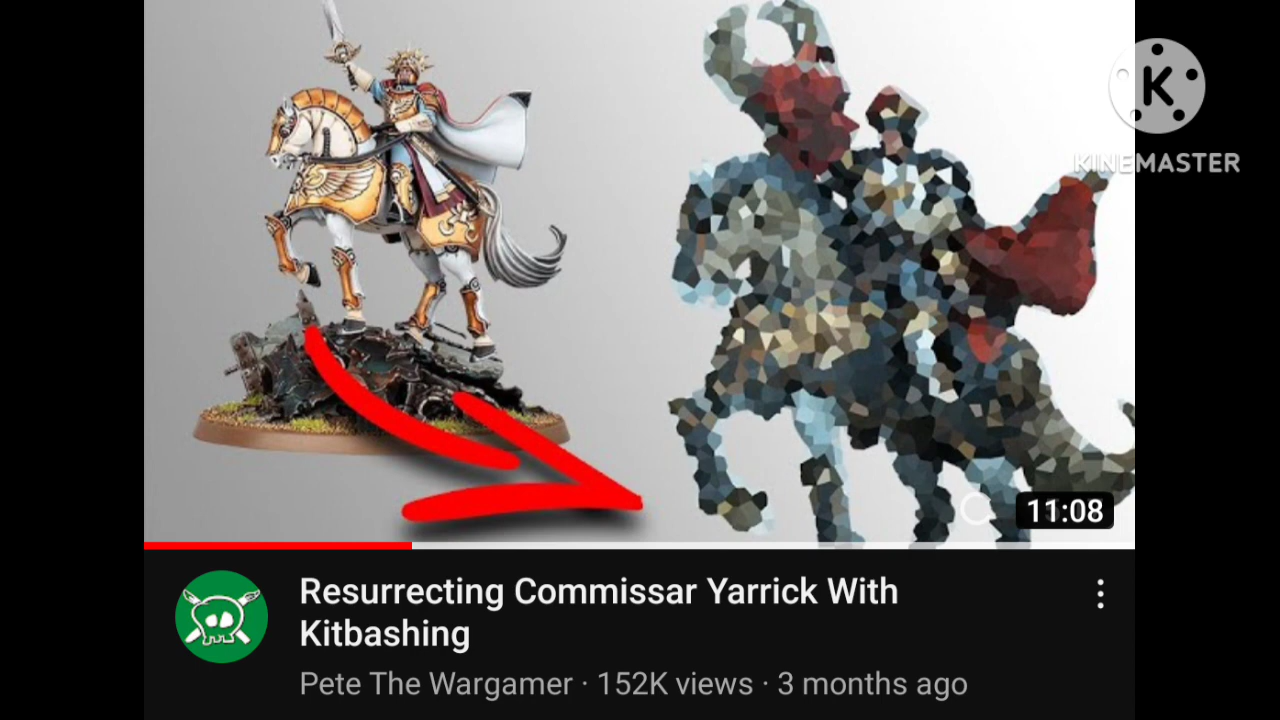 K
KINEMASTER
11:08
Resurrecting Commissar Yarrick With
Kitbashing
Pete The Wargamer · 152K views · 3 months ago